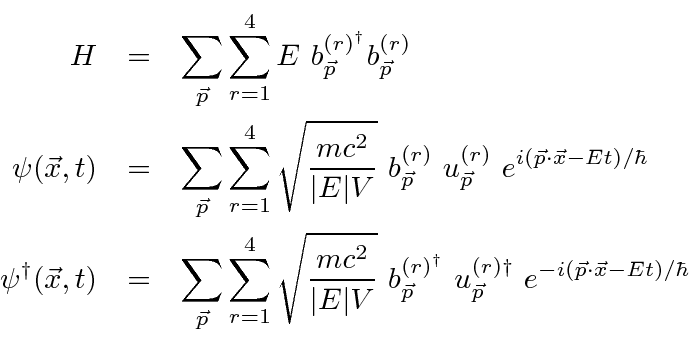 $H = \sum_{\vec{p}} \sum_{r=1}^{4} E \ b_{\vec{p}}^{(r)^\dagger} b_{\vec{p}}^{(r)}$
$\psi(\vec{x}, t) = \sum_{\vec{p}} \sum_{r=1}^{4} \sqrt{\frac{mc^2}{|E|V}} \ b_{\vec{p}}^{(r)} \ u_{\vec{p}}^{(r)} \ e^{i(\vec{p}\cdot\vec{x}-Et)/\hbar}$
$\psi^\dagger(\vec{x}, t) = \sum_{\vec{p}} \sum_{r=1}^{4} \sqrt{\frac{mc^2}{|E|V}} \ b_{\vec{p}}^{(r)^\dagger} \ u_{\vec{p}}^{(r)\dagger} \ e^{-i(\vec{p}\cdot\vec{x}-Et)/\hbar}$